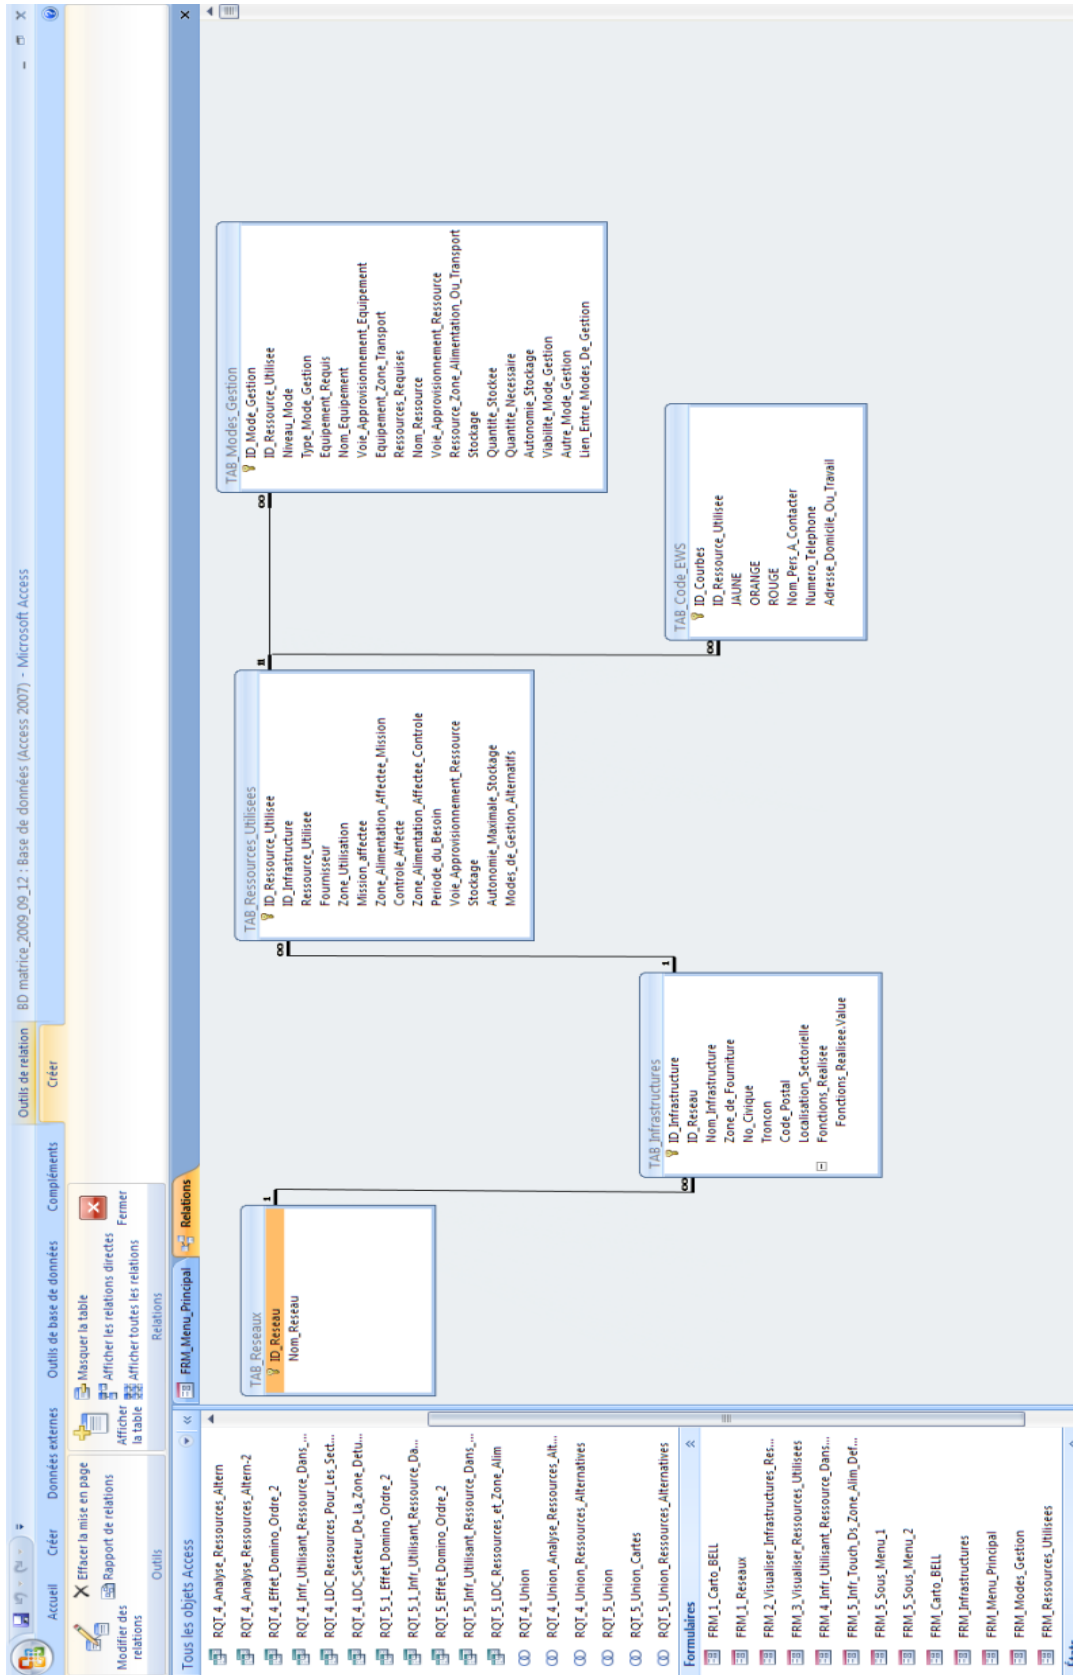 Outils de relation
BD matrice_2009_09_12 : Base de données (Access 2007) - Microsoft Access
Accueil
Créer
Données externes
Outils de base de données
Compléments
Créer
Modifier des
relations
Effacer la mise en page
Rapport de relations
Outils
Afficher
la table
Masquer la table
Afficher les relations directes
Afficher toutes les relations
Relations
Fermer
Tous les objets Access
RQT_4_Analyse_Ressources_Altern
RQT_4_Analyse_Ressources_Altern-2
RQT_4_Effet_Domino_Ordre_2
RQT_4_Infr_Utilisant_Ressource_Dans_...
RQT_4_LDC_Ressources_Pour_Les_Sect...
RQT_4_LDC_Secteur_De_La_Zone_Detu...
RQT_5_1_Effet_Domino_Ordre_2
RQT_5_1_Infr_Utilisant_Ressource_Da...
RQT_5_Effet_Domino_Ordre_2
RQT_5_Infr_Utilisant_Ressource_Dans_...
RQT_5_LDC_Ressources_et_Zone_Alim
RQT_4_Union
RQT_4_Union_Analyse_Ressources_Alt...
RQT_4_Union_Ressources_Alternatives
RQT_5_Union
RQT_5_Union_Cartes
RQT_5_Union_Ressources_Alternatives
Formulaires
FRM_1_Carto_BELL
FRM_1_Reseaux
FRM_2_Visualiser_Infrastructures_Res...
FRM_3_Visualiser_Ressources_Utilisees
FRM_4_Infr_Utilisant_Ressource_Dans...
FRM_5_Infr_Touch_Ds_Zone_Alim_Def...
FRM_5_Sous_Menu_1
FRM_5_Sous_Menu_2
FRM_Carto_BELL
FRM_Infrastructures
FRM_Menu_Principal
FRM_Modes_Gestion
FRM_Ressources_Utilisees
FRM_Menu_Principal
Relations
TAB_Reseaux
ID_Reseau
Nom_Reseau
1
∞
TAB_Infrastructures
ID_Infrastructure
ID_Reseau
Nom_Infrastructure
Zone_de_Fourniture
No_Civique
Troncon
Code_Postal
Localisation_Sectorielle
Fonctions_Realisee
Fonctions_Realisee.Value
1
∞
TAB_Ressources_Utilisees
ID_Ressource_Utilisee
ID_Infrastructure
Ressource_Utilisee
Fournisseur
Zone_Utilisation
Mission_affectee
Zone_Alimentation_Affectee_Mission
Controle_Affecte
Zone_Alimentation_Affectee_Controle
Periode_du_Besoin
Voie_Approvisionnement_Ressource
Stockage
Autonomie_Maximale_Stockage
Modes_de_Gestion_Alternatifs
∞
TAB_Modes_Gestion
ID_Mode_Gestion
ID_Ressource_Utilisee
Niveau_Mode
Type_Mode_Gestion
Equipement_Requis
Nom_Equipement
Voie_Approvisionnement_Equipement
Equipement_Zone_Transport
Ressources_Requises
Nom_Ressource
Voie_Approvisionnement_Ressource
Ressource_Zone_Alimentation_Ou_Transport
Stockage
Quantite_Stockee
Quantite_Necessaire
Autonomie_Stockage
Viabilite_Mode_Gestion
Autre_Mode_Gestion
Lien_Entre_Modes_De_Gestion
∞
TAB_Code_EWS
ID_Courbes
ID_Ressource_Utilisee
JAUNE
ORANGE
ROUGE
Nom_Pers_A_Contacter
Numero_Telephone
Adresse_Domicile_Ou_Travail